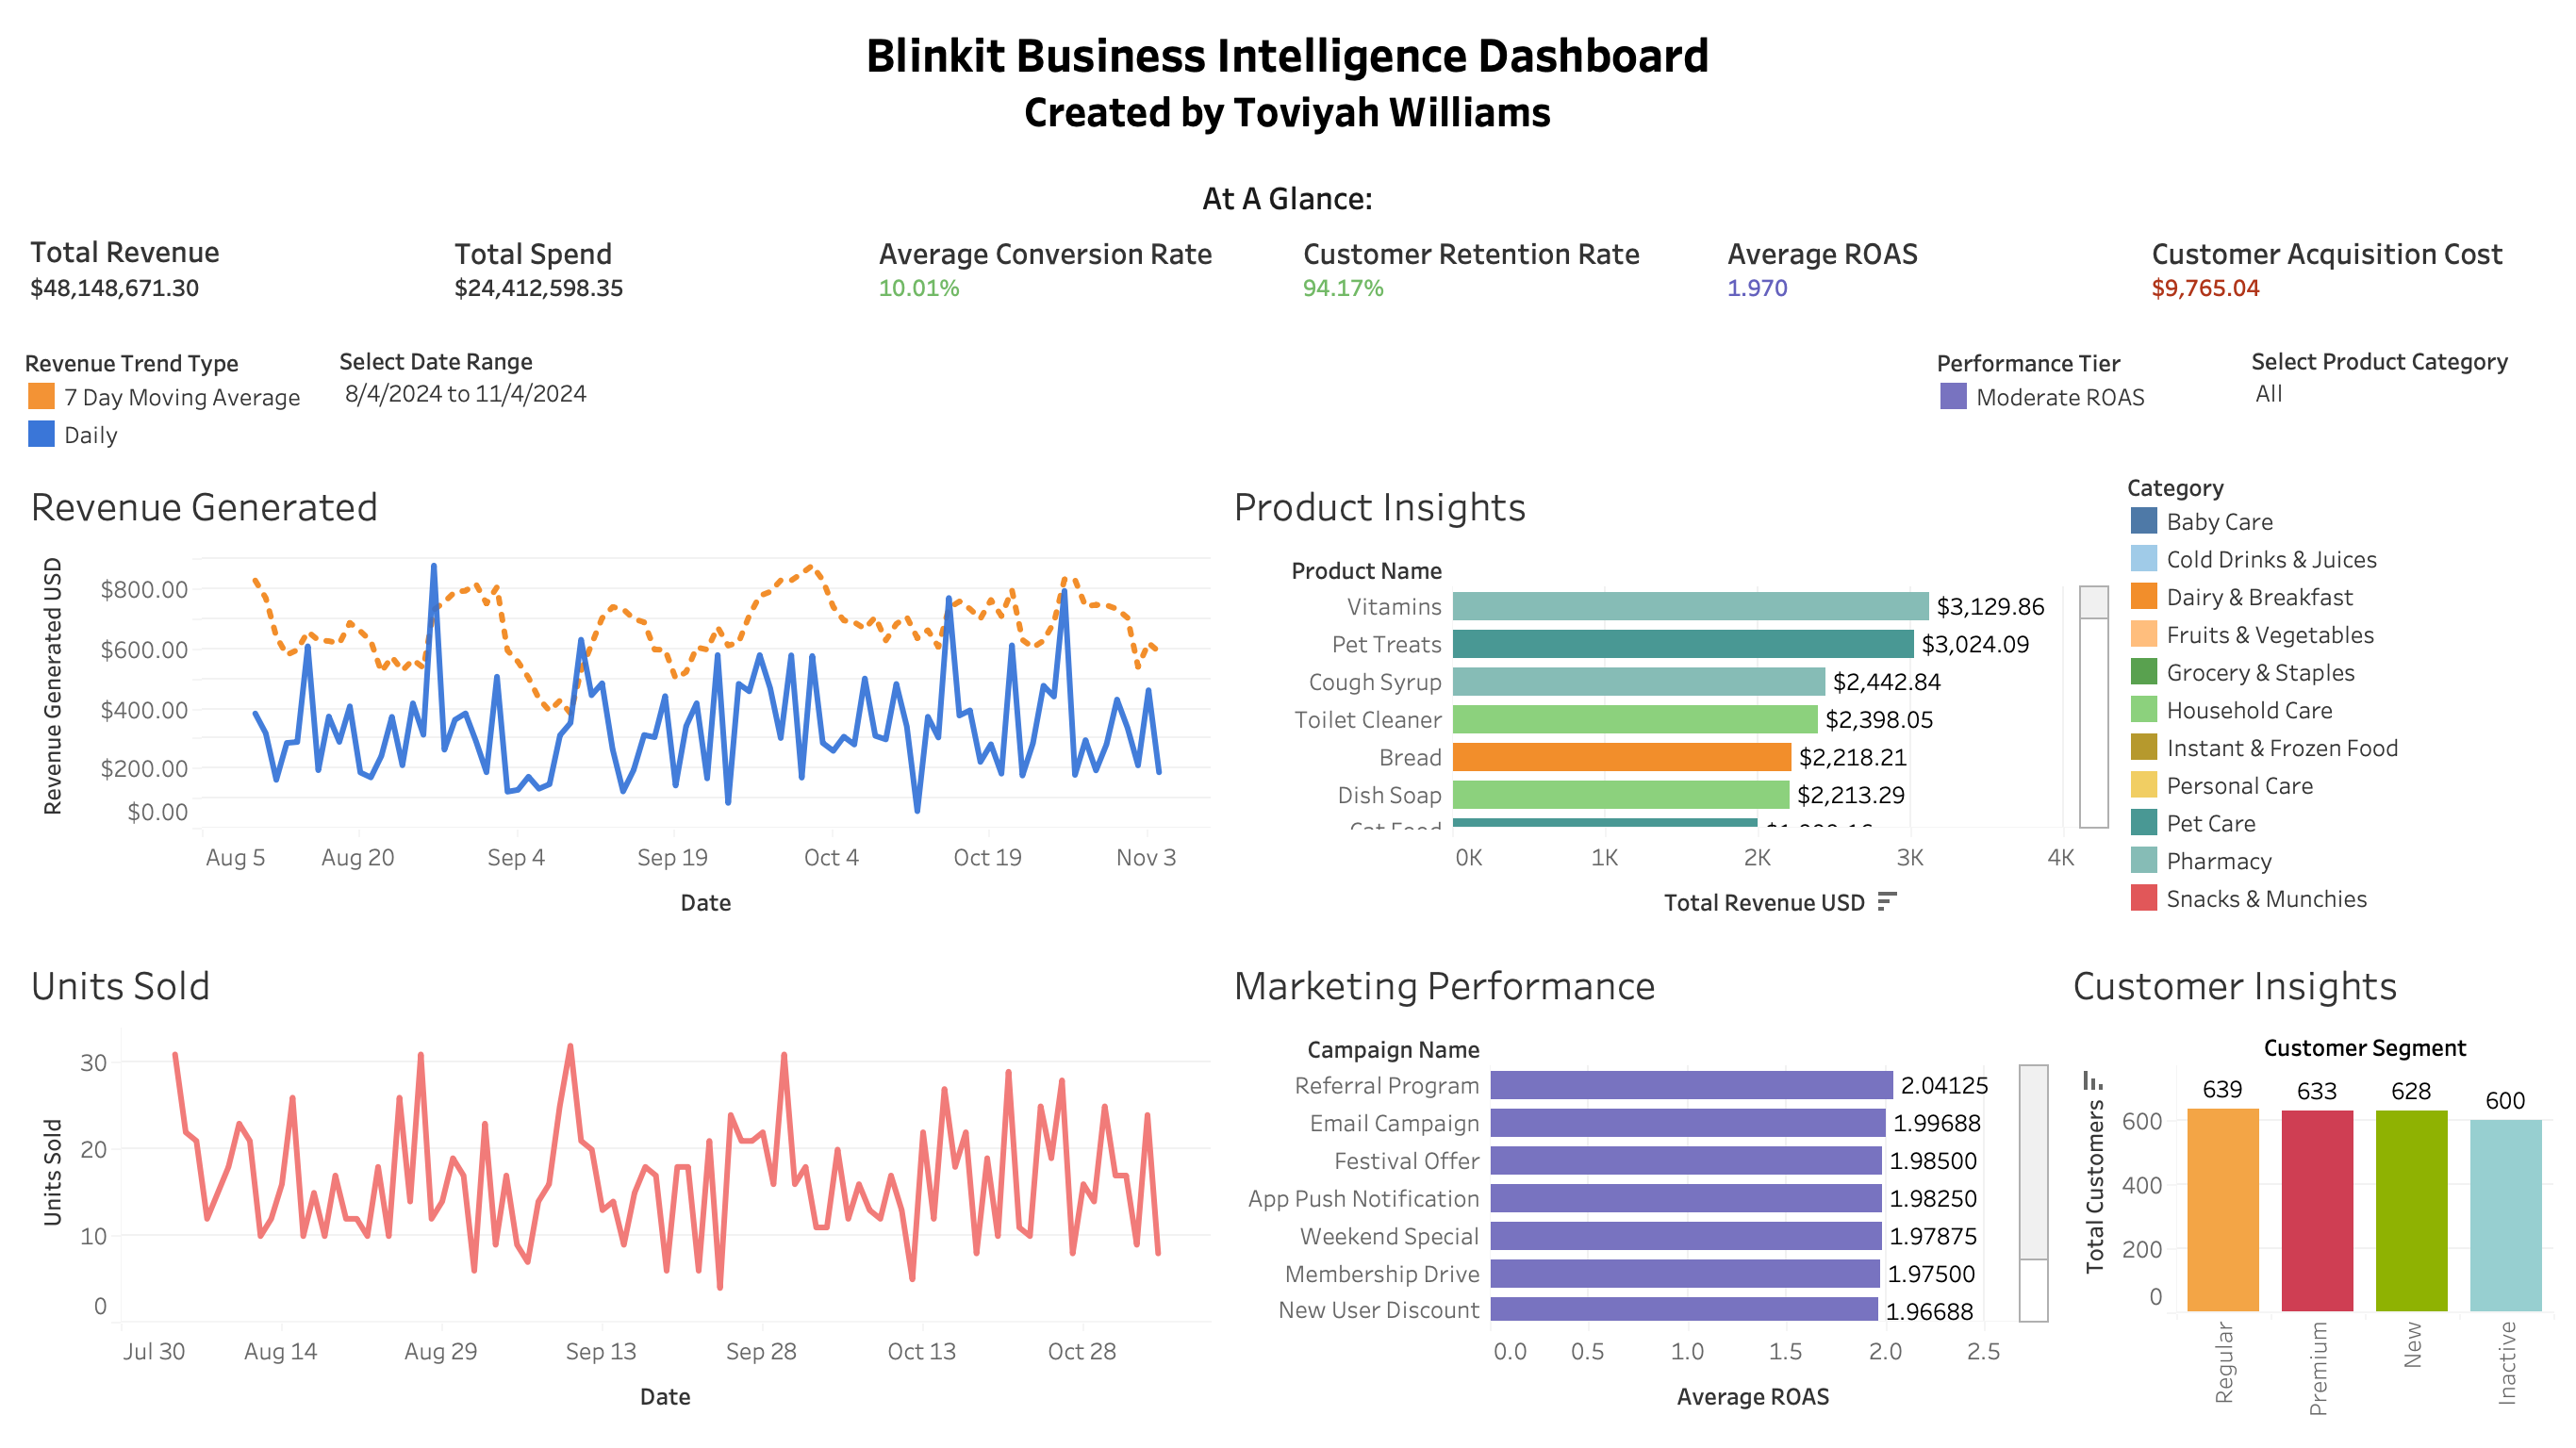 Blinkit Business Intelligence Dashboard
Created by Toviyah Williams
At A Glance:
Total Revenue
$48,148,671.30
Total Spend
$24,412,598.35
Average Conversion Rate
10.01%
Customer Retention Rate
94.17%
Average ROAS
1.970
Customer Acquisition Cost
$9,765.04
Revenue Trend Type
7 Day Moving Average
Daily
Select Date Range
8/4/2024 to 11/4/2024
Performance Tier
Moderate ROAS
Select Product Category
All
Revenue Generated
Revenue Generated USD
$800.00
$600.00
$400.00
$200.00
$0.00
Aug 5 Aug 20 Sep 4 Sep 19 Oct 4 Oct 19 Nov 3
Date
Product Insights
Product Name
Vitamins $3,129.86
Pet Treats $3,024.09
Cough Syrup $2,442.84
Toilet Cleaner $2,398.05
Bread $2,218.21
Dish Soap $2,213.29
Cat Food
0K 1K 2K 3K 4K
Total Revenue USD
Category
Baby Care
Cold Drinks & Juices
Dairy & Breakfast
Fruits & Vegetables
Grocery & Staples
Household Care
Instant & Frozen Food
Personal Care
Pet Care
Pharmacy
Snacks & Munchies
Units Sold
Units Sold
30
20
10
0
Jul 30 Aug 14 Aug 29 Sep 13 Sep 28 Oct 13 Oct 28
Date
Marketing Performance
Campaign Name
Referral Program 2.04125
Email Campaign 1.99688
Festival Offer 1.98500
App Push Notification 1.98250
Weekend Special 1.97875
Membership Drive 1.97500
New User Discount 1.96688
0.0 0.5 1.0 1.5 2.0 2.5
Average ROAS
Customer Insights
Customer Segment
Total Customers
639 633 628 600
600
400
200
0
Regular Premium New Inactive